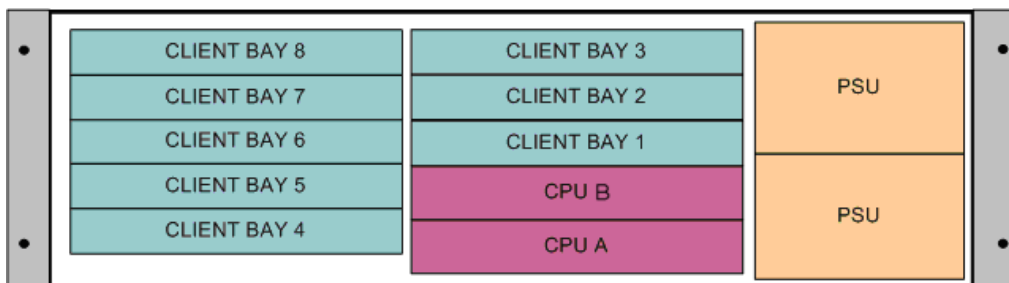 CLIENT BAY 8
CLIENT BAY 7
CLIENT BAY 6
CLIENT BAY 5
CLIENT BAY 4
CLIENT BAY 3
CLIENT BAY 2
CLIENT BAY 1
CPU B
CPU A
PSU
PSU